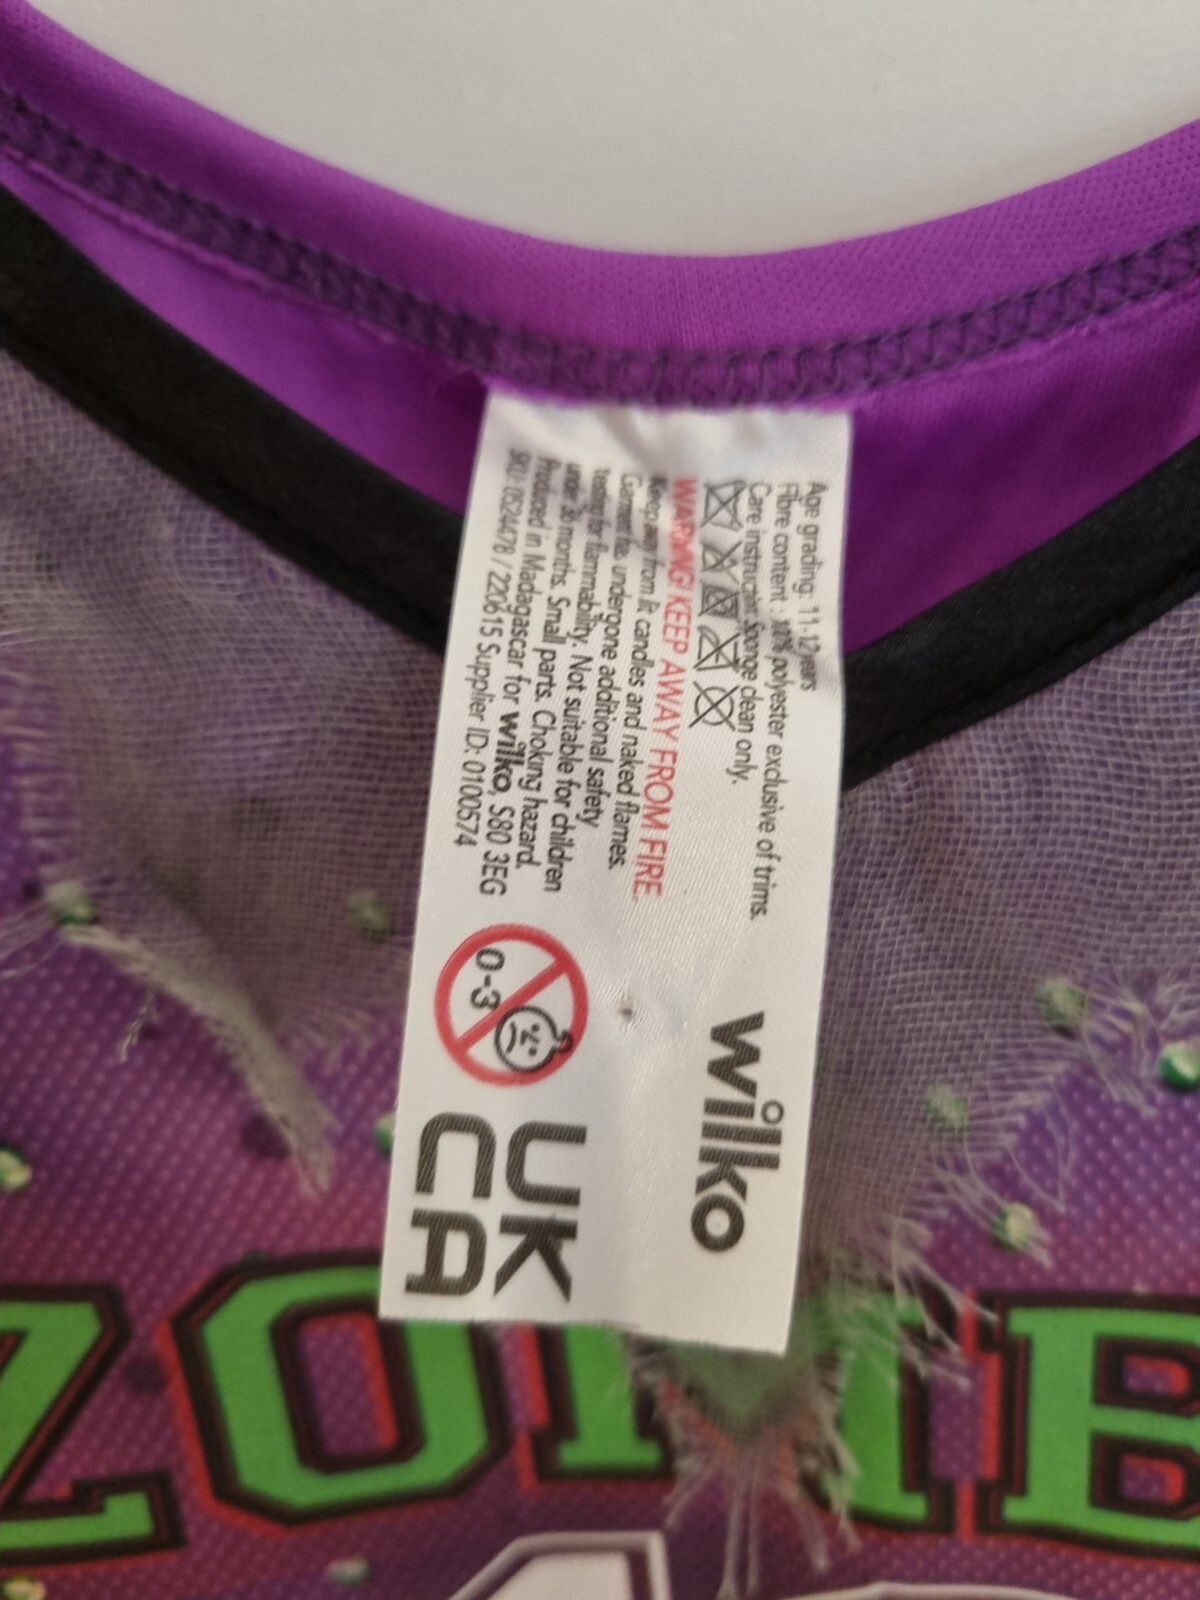 Age grading: 11-12 years
Fibre content : 100% polyester exclusive of trims.
Care instructions: Sponge clean only.
WARNING! KEEP AWAY FROM FIRE.
Keep away from lit candles and naked flames.
Garment has undergone additional safety
testing for flammability. Not suitable for children
under 36 months. Small parts. Choking hazard.
Produced in Madagascar for wilko, S80 3EG
SKU: 0524478 / 220615 Supplier ID: 0100574
wilko
0-3
UK
CA
ZOMB